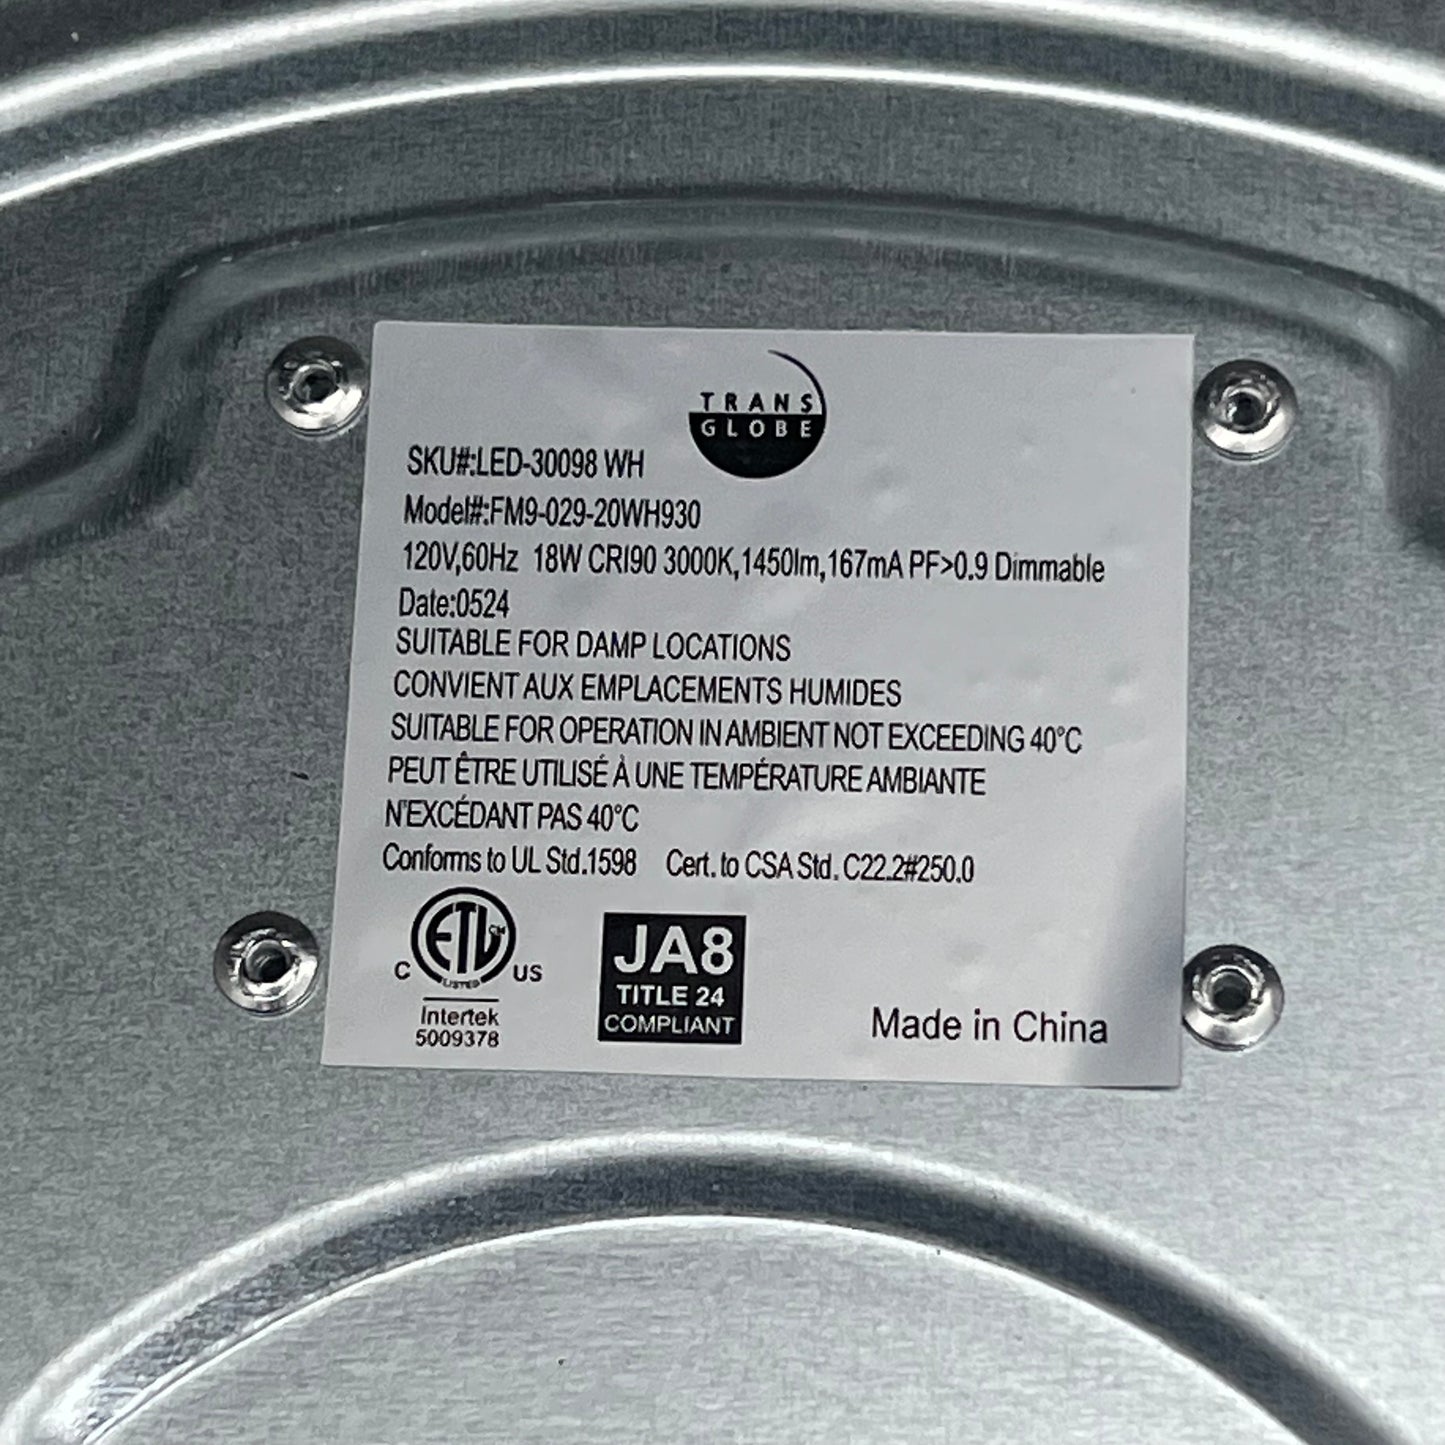 TRANS
GLOBE
SKU#:LED-30098 WH
Model#:FM9-029-20WH930
120V,60Hz 18W CRI90 3000K,1450lm,167mA PF>0.9 Dimmable
Date:0524
SUITABLE FOR DAMP LOCATIONS
CONVIENT AUX EMPLACEMENTS HUMIDES
SUITABLE FOR OPERATION IN AMBIENT NOT EXCEEDING 40°C
PEUT ÊTRE UTILISÉ À UNE TEMPÉRATURE AMBIANTE
N'EXCÉDANT PAS 40°C
Conforms to UL Std.1598 Cert. to CSA Std. C22.2#250.0
ETL CM
LISTED
C US
Intertek
5009378
JA8
TITLE 24
COMPLIANT
Made in China